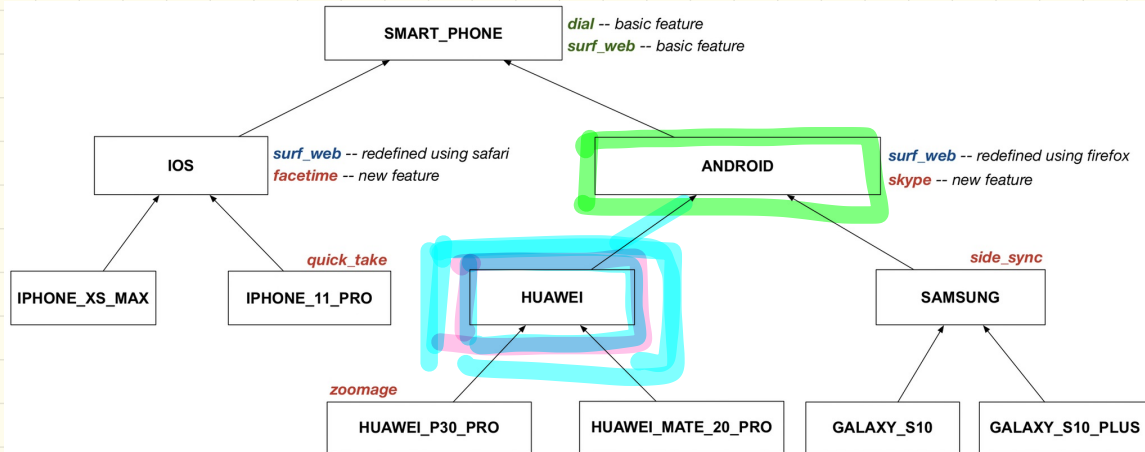 SMART_PHONE
dial -- basic feature
surf_web -- basic feature
IOS
surf_web -- redefined using safari
facetime -- new feature
ANDROID
surf_web -- redefined using firefox
skype -- new feature
quick_take
side_sync
IPHONE_XS_MAX
IPHONE_11_PRO
HUAWEI
SAMSUNG
zoomage
HUAWEI_P30_PRO
HUAWEI_MATE_20_PRO
GALAXY_S10
GALAXY_S10_PLUS